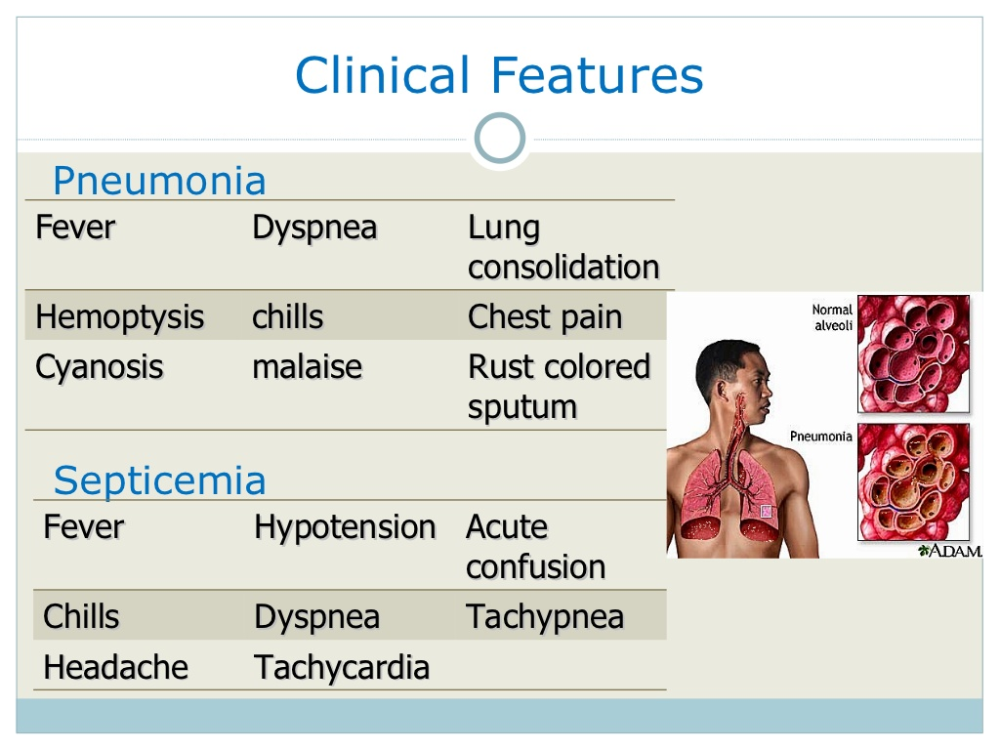 Clinical Features
Pneumonia
Fever Dyspnea Lung
consolidation
Hemoptysis chills Chest pain
Cyanosis malaise Rust colored
sputum
Normal
alveoli
Pneumonia
ADAM.
Septicemia
Fever Hypotension Acute
confusion
Chills Dyspnea Tachypnea
Headache Tachycardia